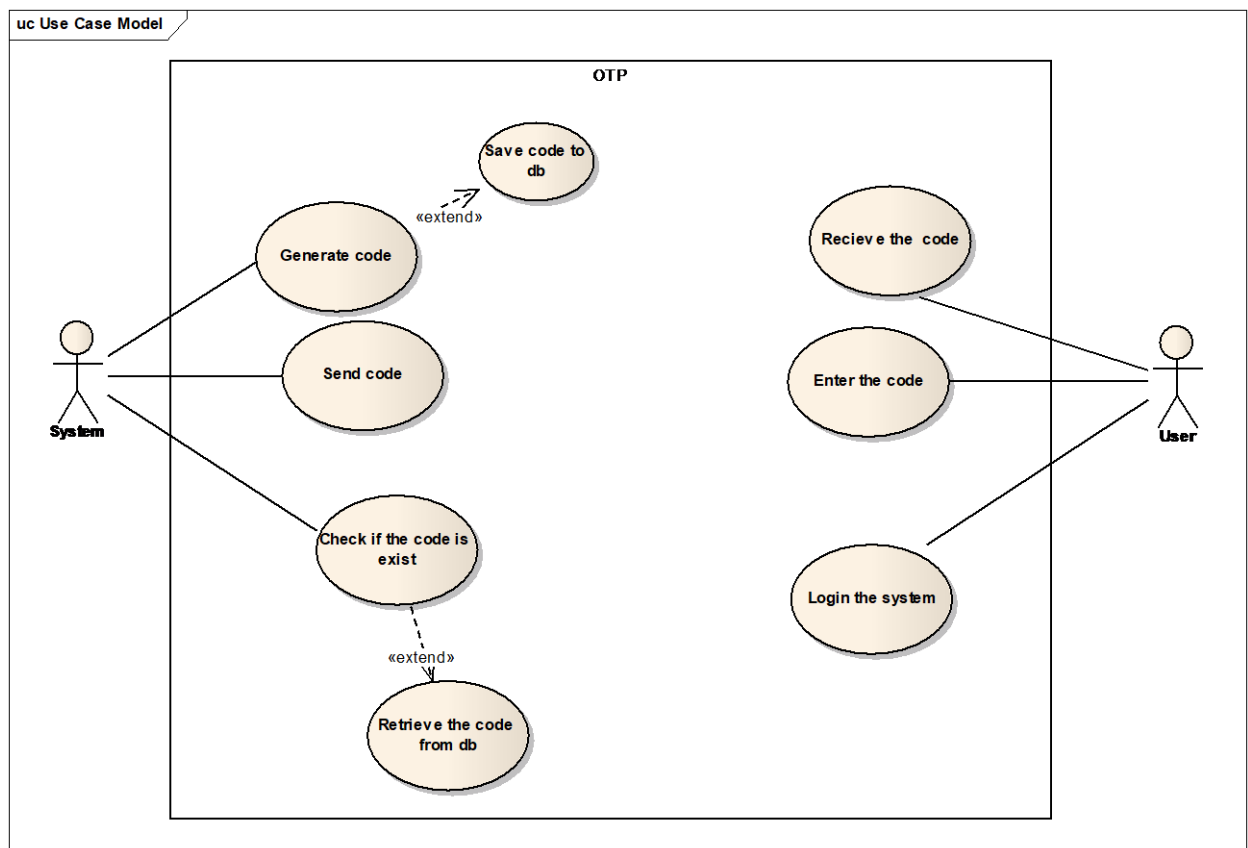 uc Use Case Model
OTP
Save code to
db
«extend»
Generate code
Recieve the code
Send code
Enter the code
System
User
Check if the code is
exist
Login the system
«extend»
Retrieve the code
from db